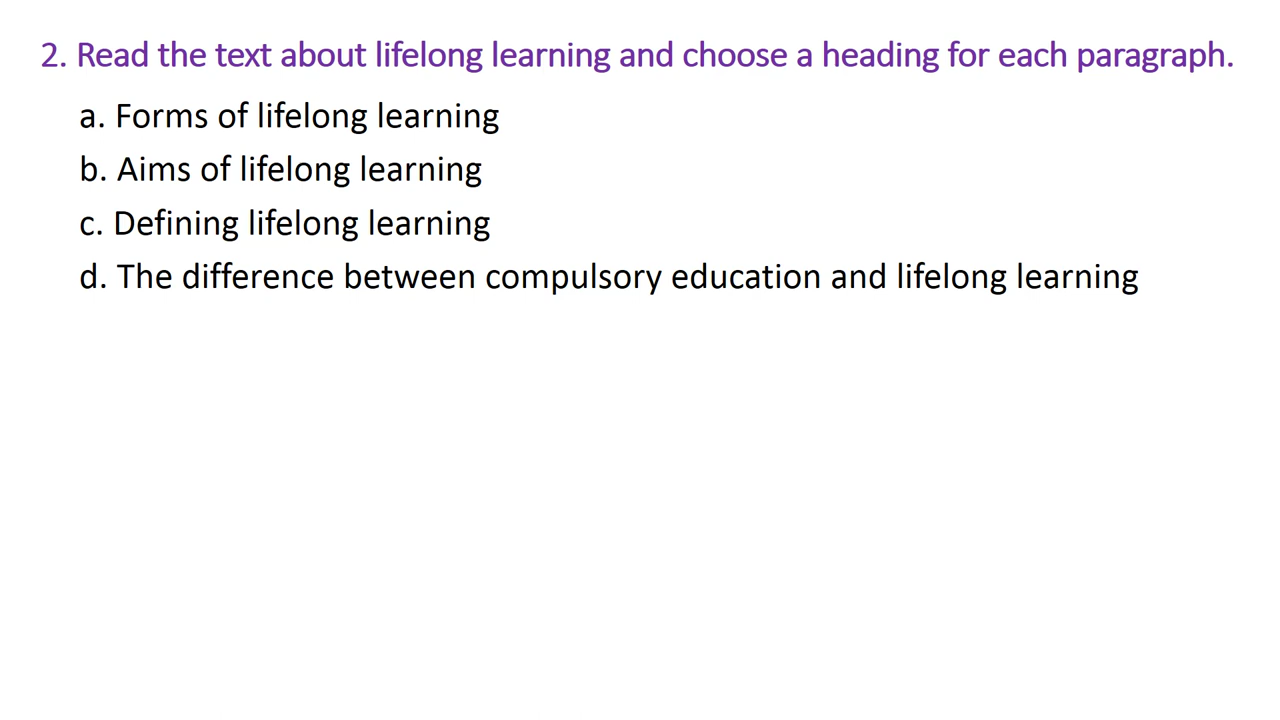 2. Read the text about lifelong learning and choose a heading for each paragraph.
a. Forms of lifelong learning
b. Aims of lifelong learning
c. Defining lifelong learning
d. The difference between compulsory education and lifelong learning